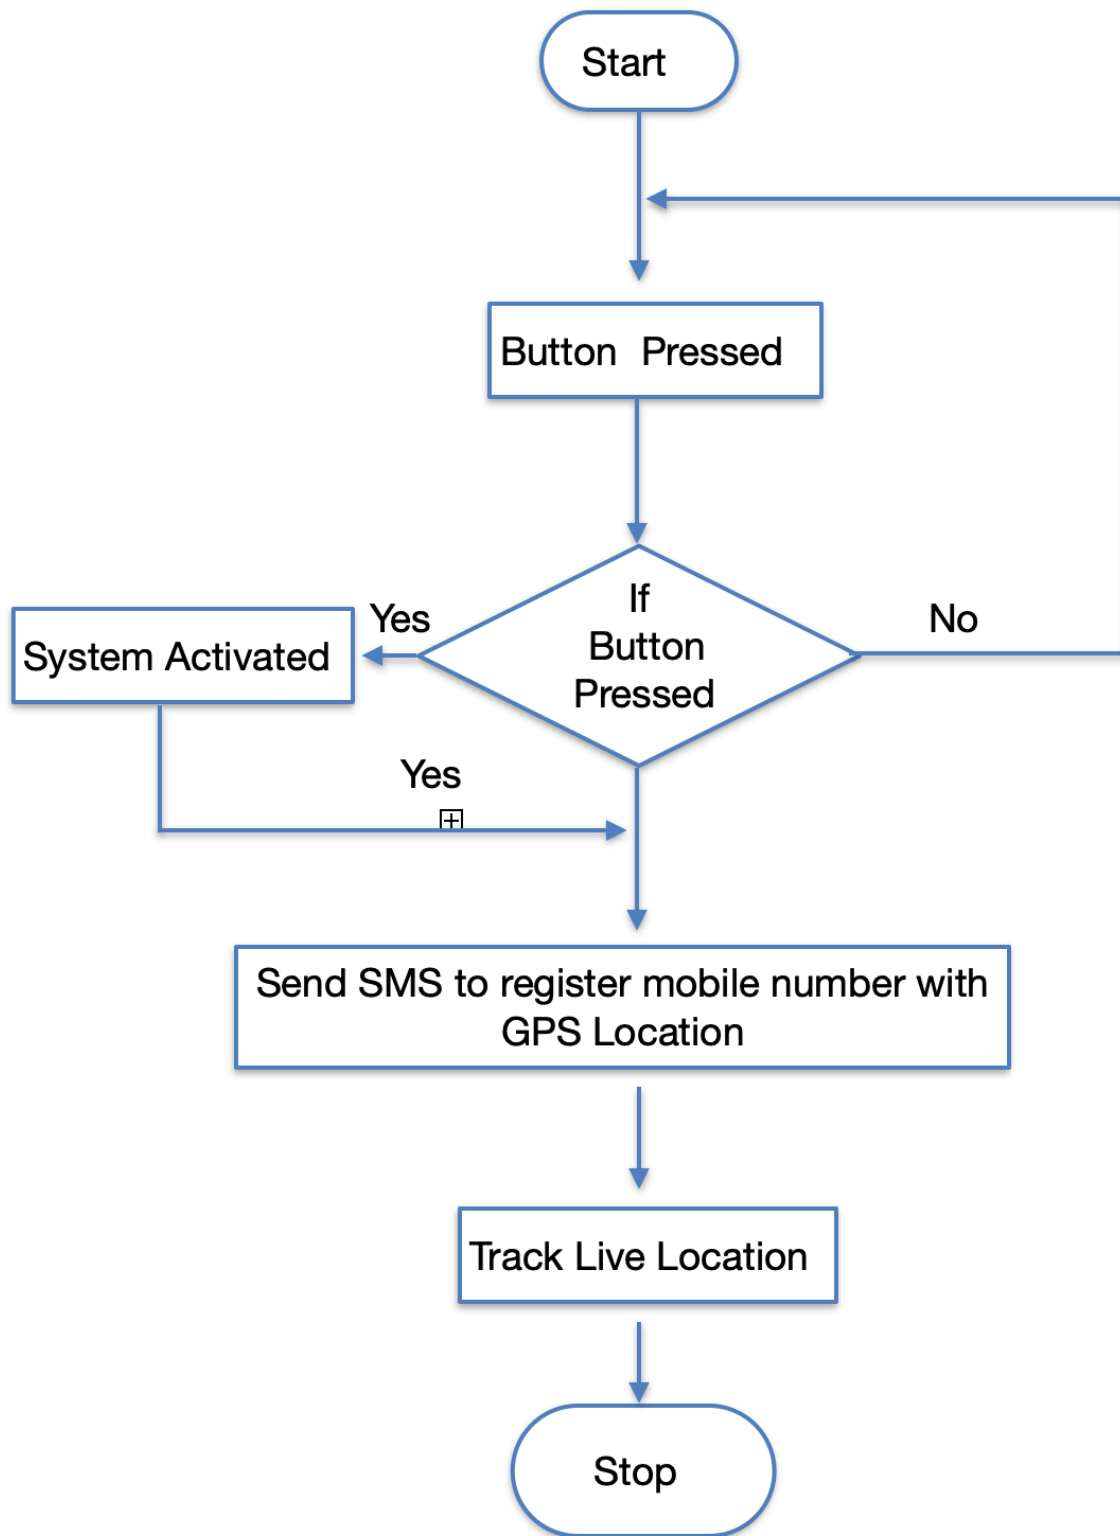 Start
Button  Pressed
If
Button
Pressed
Yes
No
System Activated
Yes
Send SMS to register mobile number with
GPS Location
Track Live Location
Stop